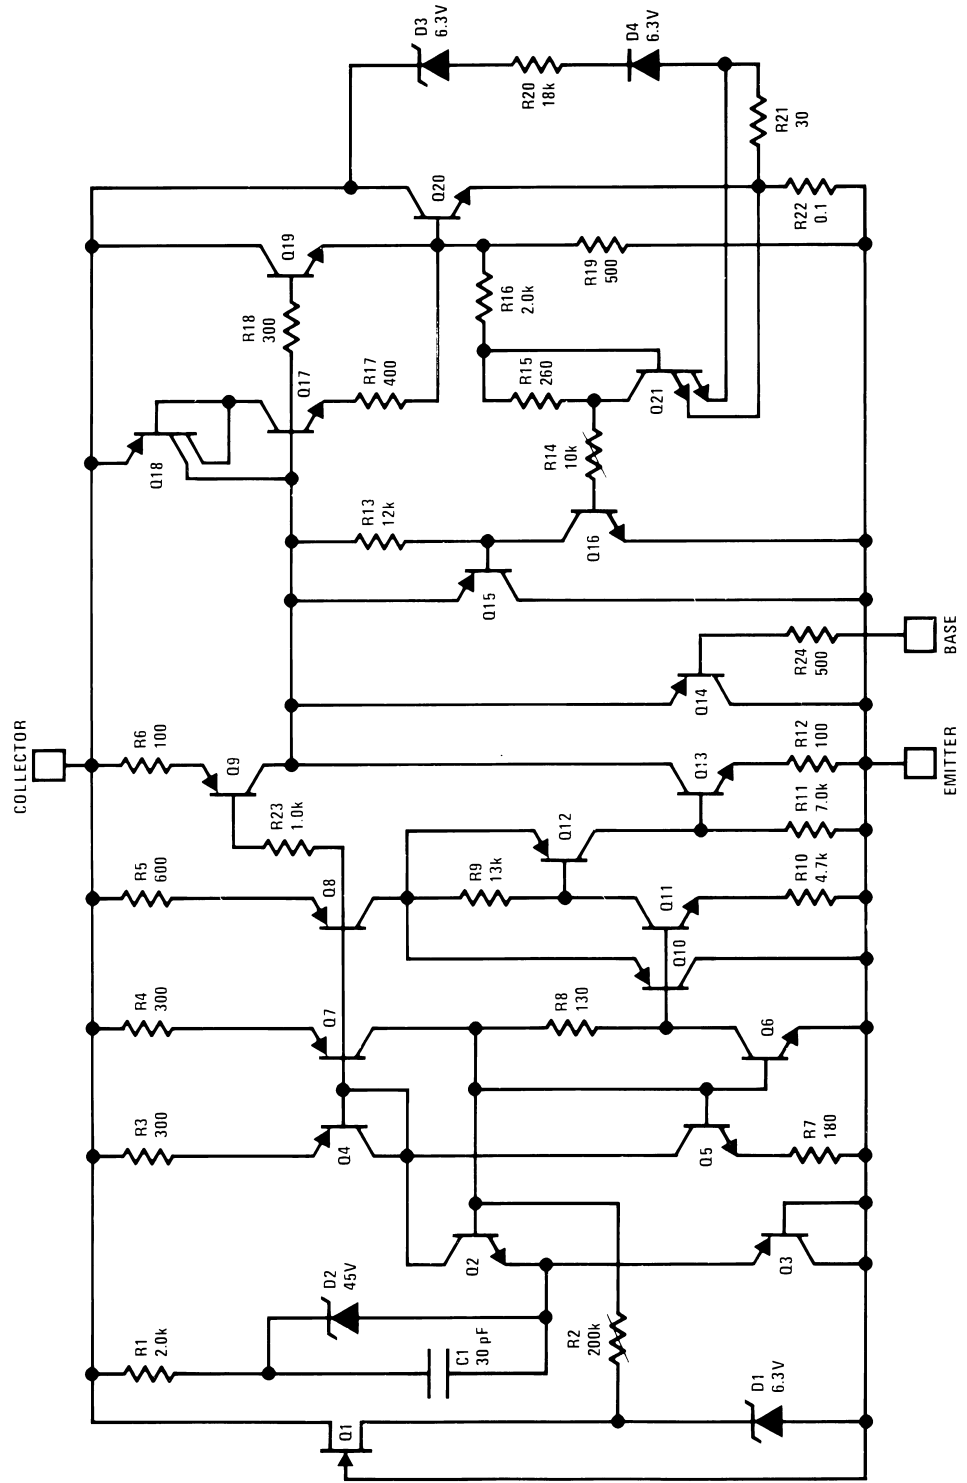 COLLECTOR
R1
2.0k
R3
300
R4
300
R5
600
R6
100
Q9
R23
1.0k
Q18
Q17
R18
300
Q19
D3
6.3V
R20
18k
D4
6.3V
Q20
Q1
D2
45V
C1
30 pF
Q4
Q7
Q8
R13
12k
R17
400
R16
2.0k
R15
260
R19
500
R21
30
R22
0.1
Q2
R2
200k
R8
130
R9
13k
Q12
Q15
Q16
R14
10k
Q21
D1
6.3V
Q3
Q5
R7
180
Q6
Q10
Q11
R10
4.7k
R11
7.0k
Q13
R12
100
Q14
R24
500
EMITTER
BASE